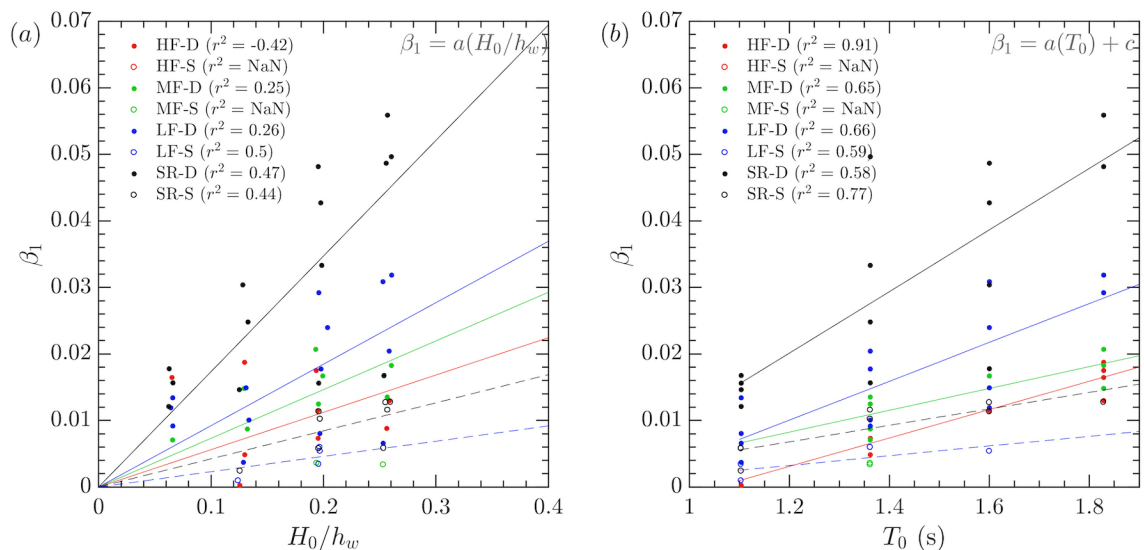 (a)
β₁ = a(H₀/h_w)
HF-D (r² = -0.42)
HF-S (r² = NaN)
MF-D (r² = 0.25)
MF-S (r² = NaN)
LF-D (r² = 0.26)
LF-S (r² = 0.5)
SR-D (r² = 0.47)
SR-S (r² = 0.44)
0.07
0.06
0.05
0.04
0.03
0.02
0.01
0
β₁
0 0.1 0.2 0.3 0.4
H₀/h_w
(b)
β₁ = a(T₀) + c
HF-D (r² = 0.91)
HF-S (r² = NaN)
MF-D (r² = 0.65)
MF-S (r² = NaN)
LF-D (r² = 0.66)
LF-S (r² = 0.59)
SR-D (r² = 0.58)
SR-S (r² = 0.77)
0.07
0.06
0.05
0.04
0.03
0.02
0.01
0
β₁
1 1.2 1.4 1.6 1.8
T₀ (s)